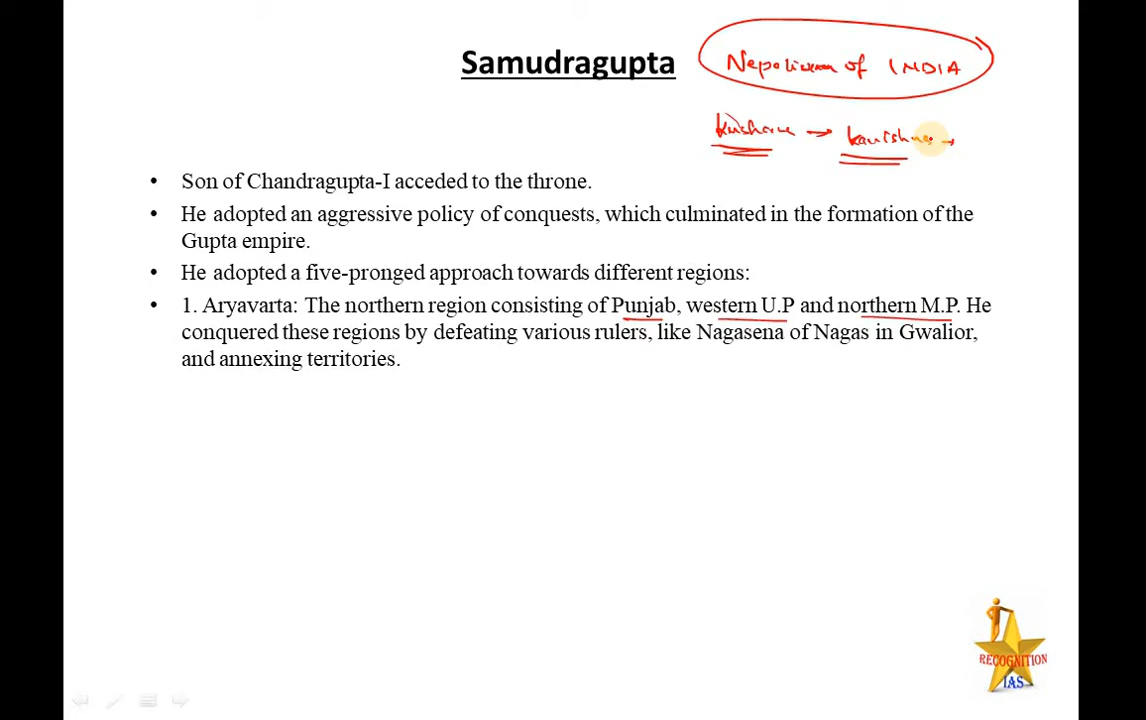 Samudragupta
Nepoliean of INDIA
Kushana → Kanishka →
• Son of Chandragupta-I acceded to the throne.
• He adopted an aggressive policy of conquests, which culminated in the formation of the
Gupta empire.
• He adopted a five-pronged approach towards different regions:
• 1. Aryavarta: The northern region consisting of Punjab, western U.P and northern M.P. He
conquered these regions by defeating various rulers, like Nagasena of Nagas in Gwalior,
and annexing territories.
RECOGNITION
IAS